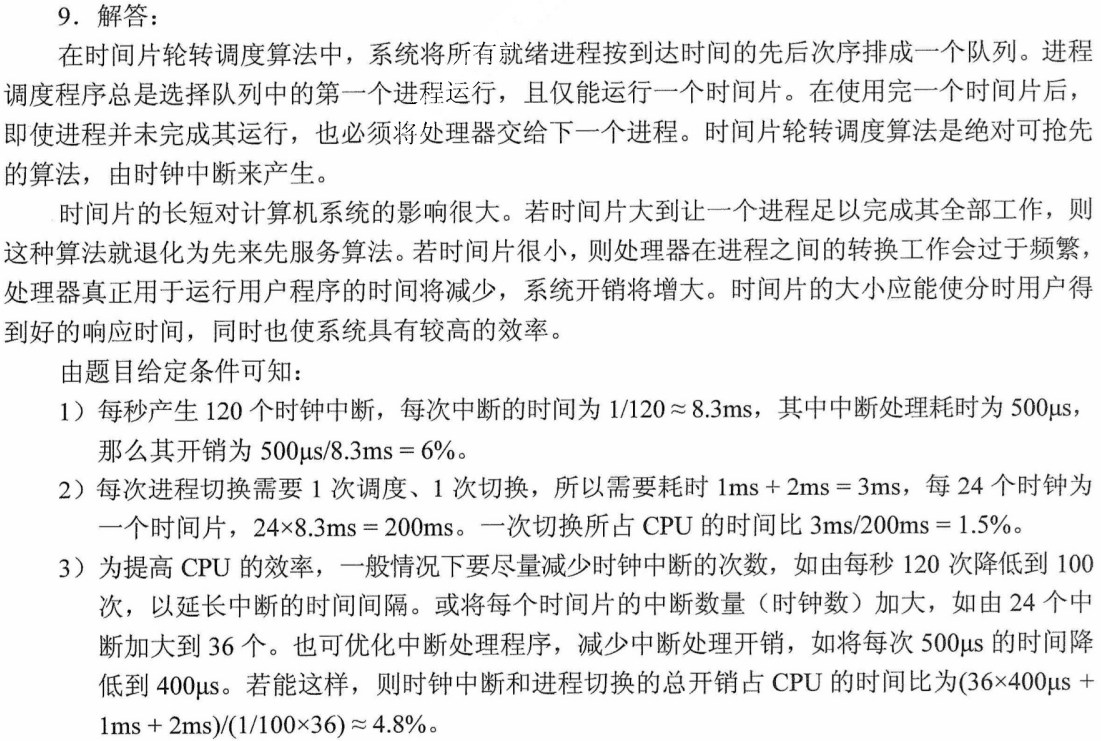 9．解答：
在时间片轮转调度算法中，系统将所有就绪进程按到达时间的先后次序排成一个队列。进程
调度程序总是选择队列中的第一个进程运行，且仅能运行一个时间片。在使用完一个时间片后，
即使进程并未完成其运行，也必须将处理器交给下一个进程。时间片轮转调度算法是绝对可抢先
的算法，由时钟中断来产生。
时间片的长短对计算机系统的影响很大。若时间片大到让一个进程足以完成其全部工作，则
这种算法就退化为先来先服务算法。若时间片很小，则处理器在进程之间的转换工作会过于频繁，
处理器真正用于运行用户程序的时间将减少，系统开销将增大。时间片的大小应能使分时用户得
到好的响应时间，同时也使系统具有较高的效率。
由题目给定条件可知：
1）每秒产生 120 个时钟中断，每次中断的时间为 1/120 ≈ 8.3ms，其中中断处理耗时为 500μs，
那么其开销为 500μs/8.3ms = 6%。
2）每次进程切换需要 1 次调度、1 次切换，所以需要耗时 1ms + 2ms = 3ms，每 24 个时钟为
一个时间片，24×8.3ms = 200ms。一次切换所占 CPU 的时间比 3ms/200ms = 1.5%。
3）为提高 CPU 的效率，一般情况下要尽量减少时钟中断的次数，如由每秒 120 次降低到 100
次，以延长中断的时间间隔。或将每个时间片的中断数量（时钟数）加大，如由 24 个中
断加大到 36 个。也可优化中断处理程序，减少中断处理开销，如将每次 500μs 的时间降
低到 400μs。若能这样，则时钟中断和进程切换的总开销占 CPU 的时间比为(36×400μs +
1ms + 2ms)/(1/100×36) ≈ 4.8%。